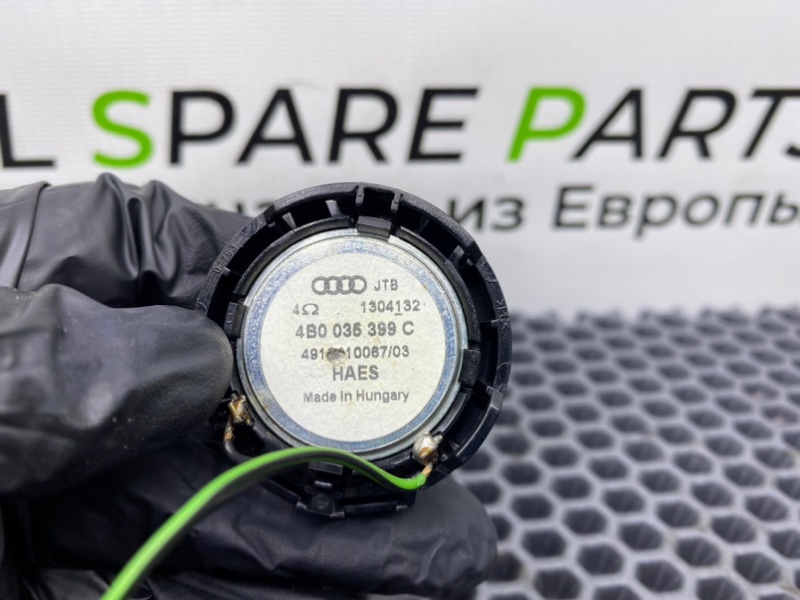 L SPARE PARTS
из Европы
JTB
4Ω 1304132
4B0 035 399 C
HAES
Made In Hungary